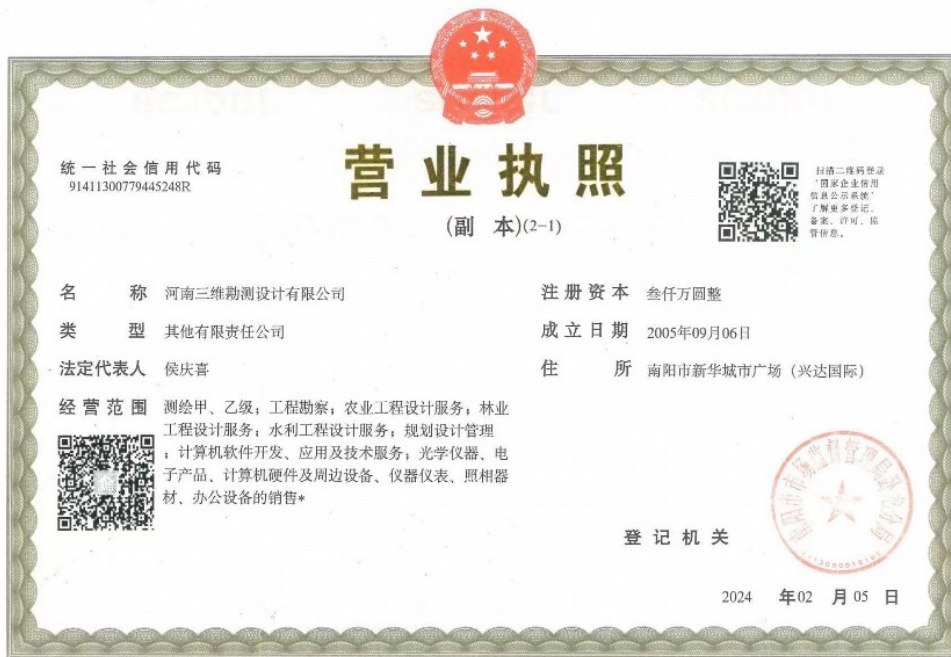 统一社会信用代码
91411300779445248R
营业执照
(副 本)(2-1)
扫描二维码登录
‘国家企业信用
信息公示系统’
了解更多登记、
备案、许可、监
管信息。
名 称 河南三维勘测设计有限公司
类 型 其他有限责任公司
法定代表人 侯庆喜
经营范围 测绘甲、乙级；工程勘察；农业工程设计服务；林业
工程设计服务；水利工程设计服务；规划设计管理
；计算机软件开发、应用及技术服务；光学仪器、电
子产品、计算机硬件及周边设备、仪器仪表、照相器
材、办公设备的销售*
注册资本 叁仟万圆整
成立日期 2005年09月06日
住 所 南阳市新华城市广场（兴达国际）
登记机关
2024 年02 月05 日